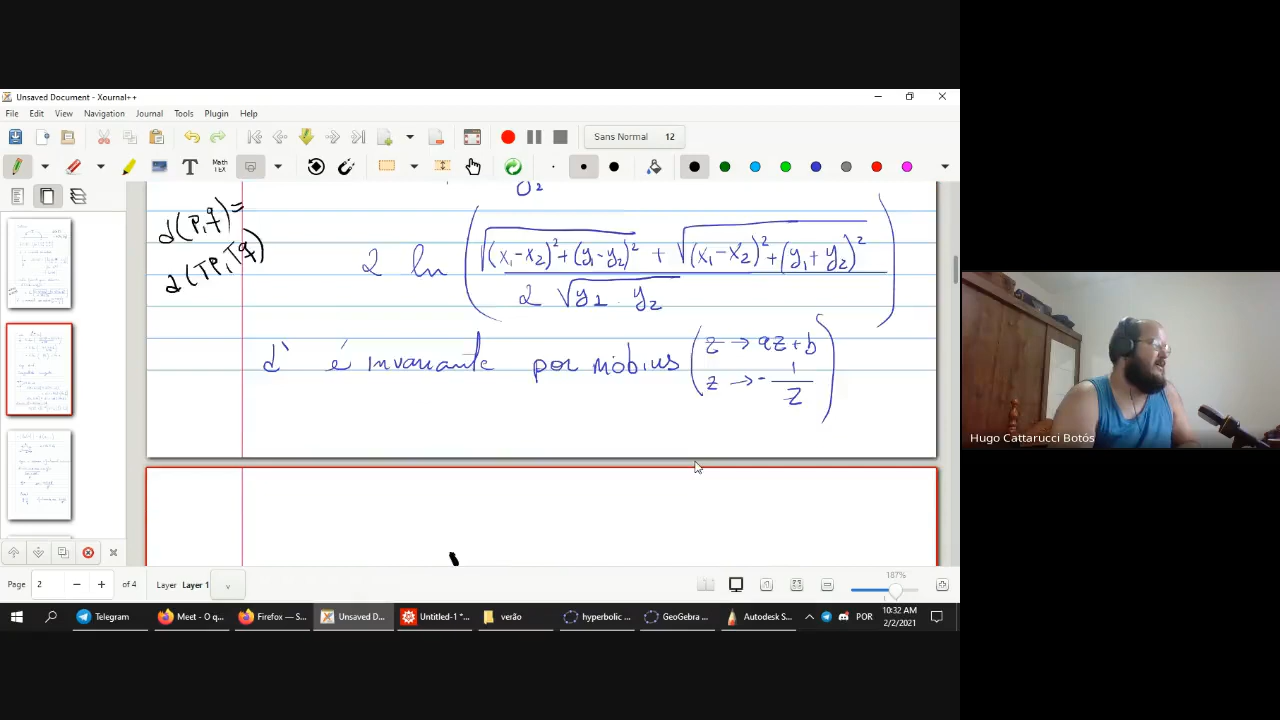 Unsaved Document - Xournal++
File Edit View Navigation Journal Tools Plugin Help
Sans Normal 12
d(p,q)=
d(Tp,Tq)
2 ln ( (√((x₁-x₂)²+(y₁-y₂)²) + √((x₁-x₂)²+(y₁+y₂)²)) / (2 √(y₁ . y₂)) )
d' é invariante por möbius ( z → az+b
z → -1/z )
Hugo Cattarucci Botós
Page 2 of 4 Layer Layer 1 187%
Telegram Meet - O q... Firefox — S... Unsaved D... Untitled-1 *... verão hyperbolic ... GeoGebra ... Autodesk S... POR 10:32 AM
2/2/2021